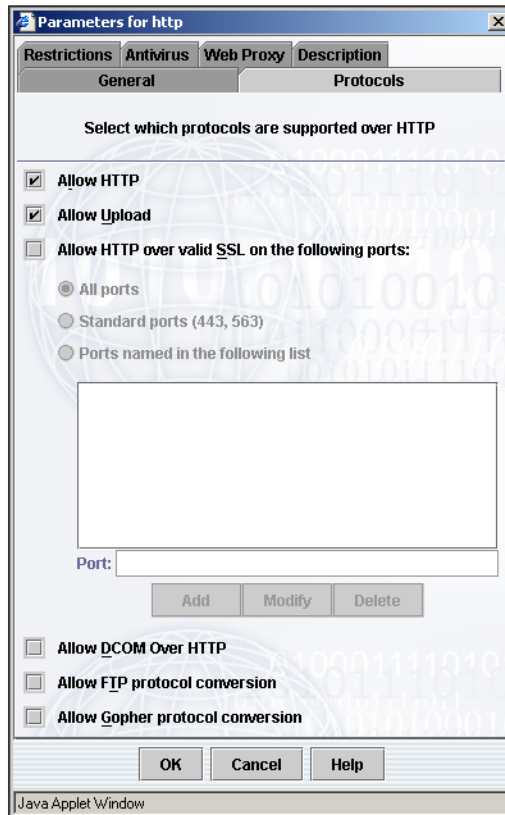 Parameters for http
Restrictions Antivirus Web Proxy Description
General Protocols
Select which protocols are supported over HTTP
Allow HTTP
Allow Upload
Allow HTTP over valid SSL on the following ports:
All ports
Standard ports (443, 563)
Ports named in the following list
Port:
Add Modify Delete
Allow DCOM Over HTTP
Allow FTP protocol conversion
Allow Gopher protocol conversion
OK Cancel Help
Java Applet Window